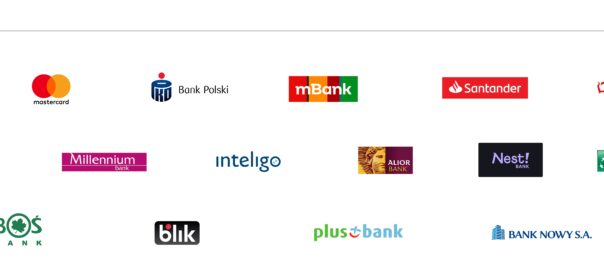 mastercard
PKO Bank Polski
mBank
Santander
Millennium
bank
inteligo
ALIOR
BANK
Nest!
BANK
BOŚ
BANK
blik
plus bank
BANK NOWY S.A.